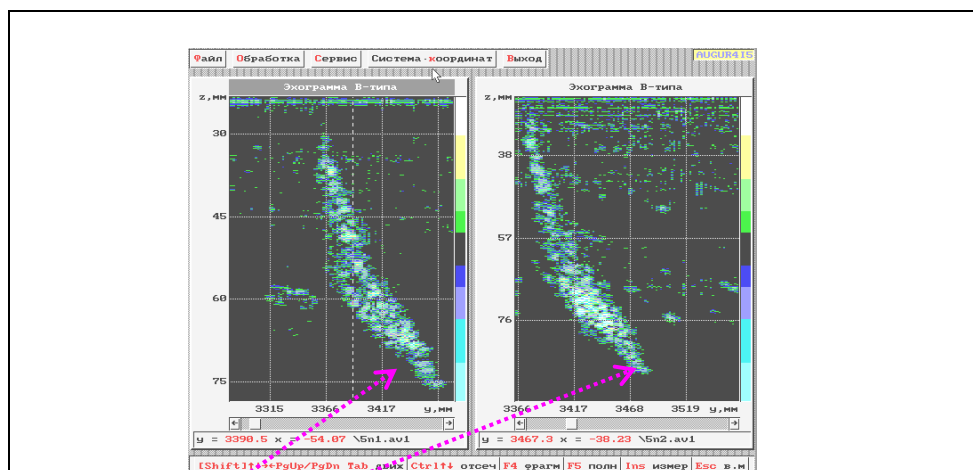 Файл Обработка Сервис Система координат Выход AUGUR4IS
Эхограмма В-типа
z,мм
30
45
60
75
3315 3366 3417 y,мм
y = 3390.5 x = -54.07 \5n1.av1
Эхограмма В-типа
z,мм
38
57
76
3366 3417 3468 3519 y,мм
y = 3467.3 x = -38.23 \5n2.av1
[Shift]↑↓→←PgUp/PgDn Tab движ Ctrl↑↓ отсеч F4 фрагм F5 полн Ins измер Esc в.м